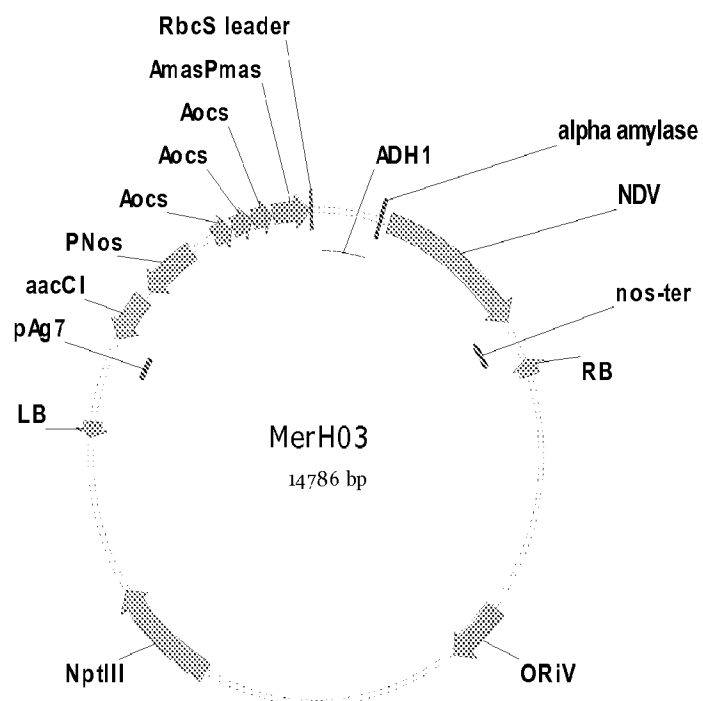 RbcS leader
AmasPmas
Aocs
ADH1
alpha amylase
Aocs
NDV
Aocs
PNos
aacCI
nos-ter
pAg7
RB
LB
MerH03
14786 bp
NptIII
ORiV